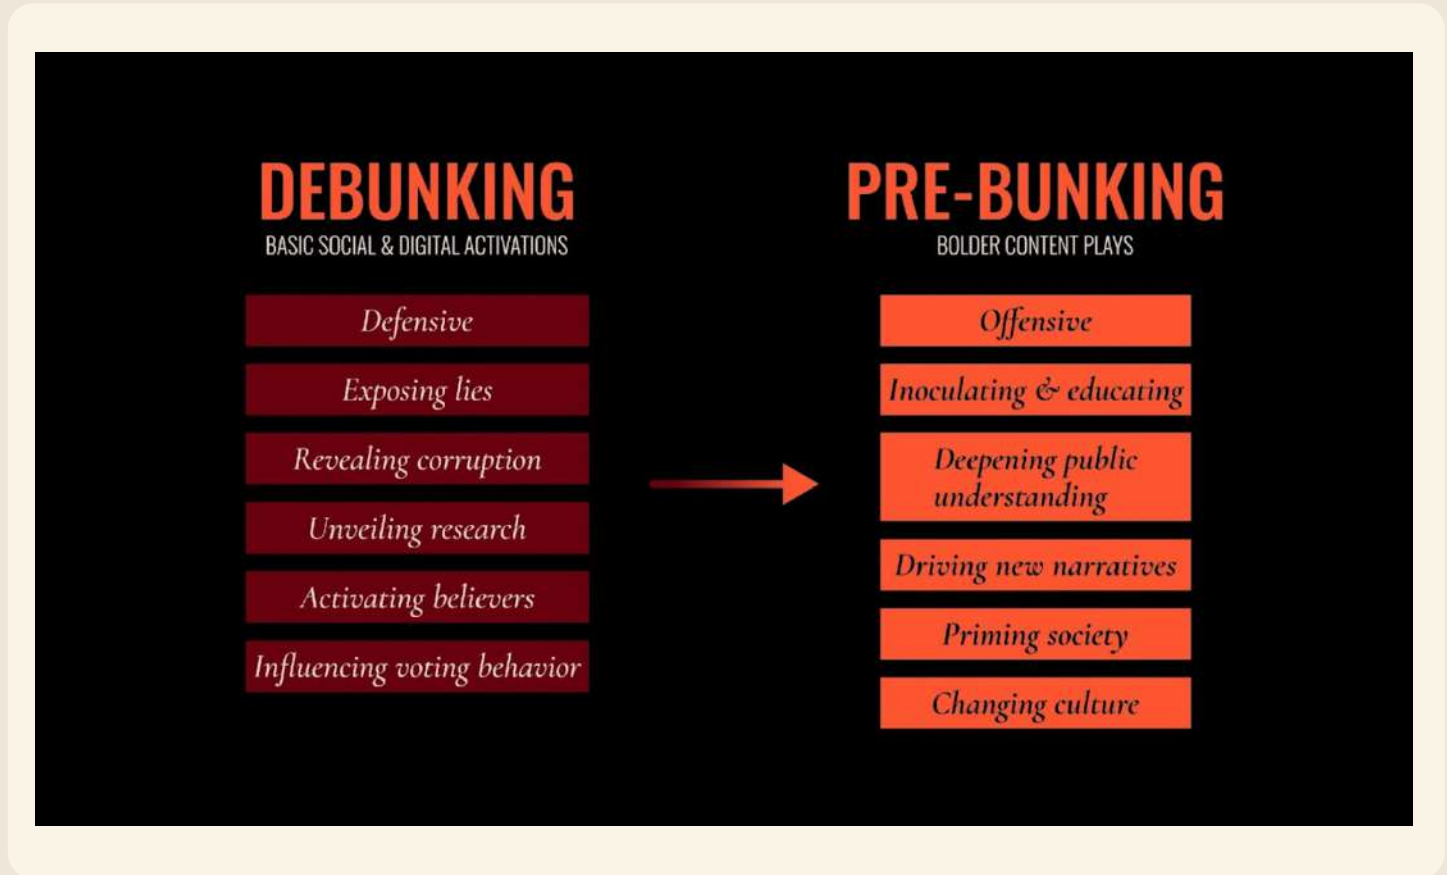 DEBUNKING
BASIC SOCIAL & DIGITAL ACTIVATIONS
Defensive
Exposing lies
Revealing corruption
Unveiling research
Activating believers
Influencing voting behavior
PRE-BUNKING
BOLDER CONTENT PLAYS
Offensive
Inoculating & educating
Deepening public
understanding
Driving new narratives
Priming society
Changing culture